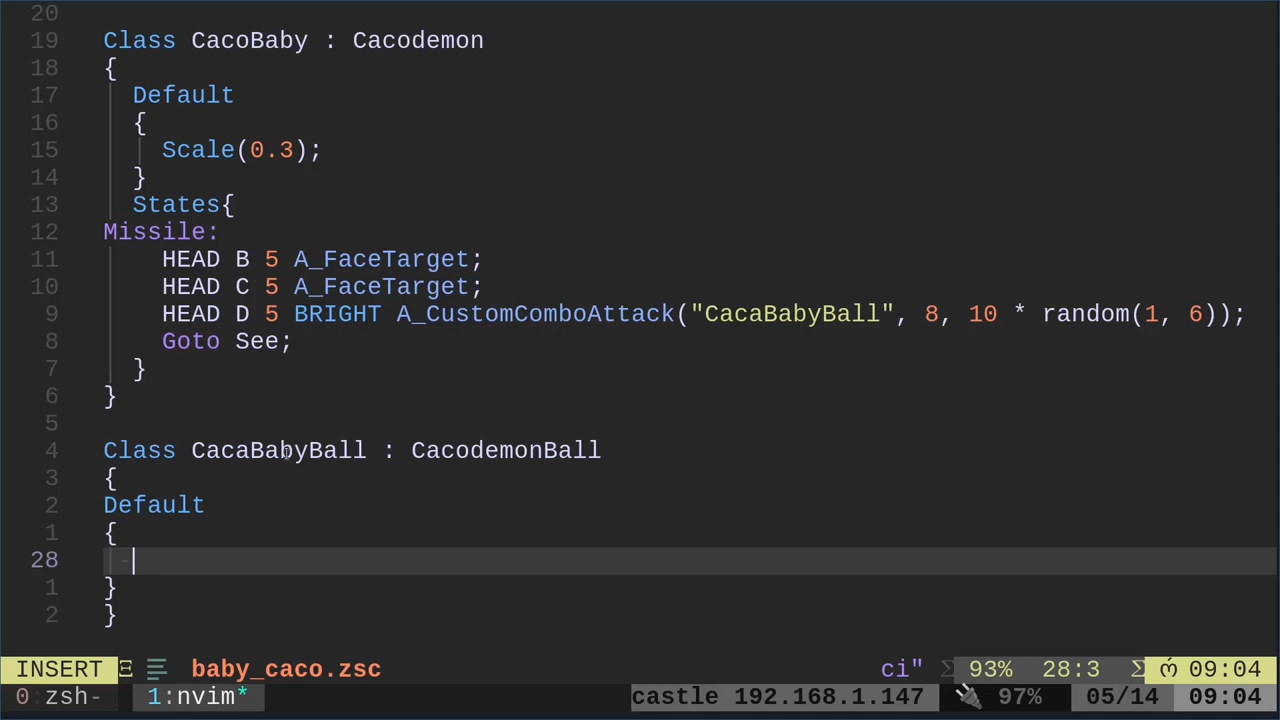 20
19 Class CacoBaby : Cacodemon
18 {
17 Default
16 {
15 Scale(0.3);
14 }
13 States{
12 Missile:
11 HEAD B 5 A_FaceTarget;
10 HEAD C 5 A_FaceTarget;
9 HEAD D 5 BRIGHT A_CustomComboAttack("CacaBabyBall", 8, 10 * random(1, 6));
8 Goto See;
7 }
6 }
5
4 Class CacaBabyBall : CacodemonBall
3 {
2 Default
1 {
28 -
1 }
2 }
INSERT baby_caco.zsc ci" 93% 28:3 09:04
0:zsh- 1:nvim* castle 192.168.1.147 97% 05/14 09:04